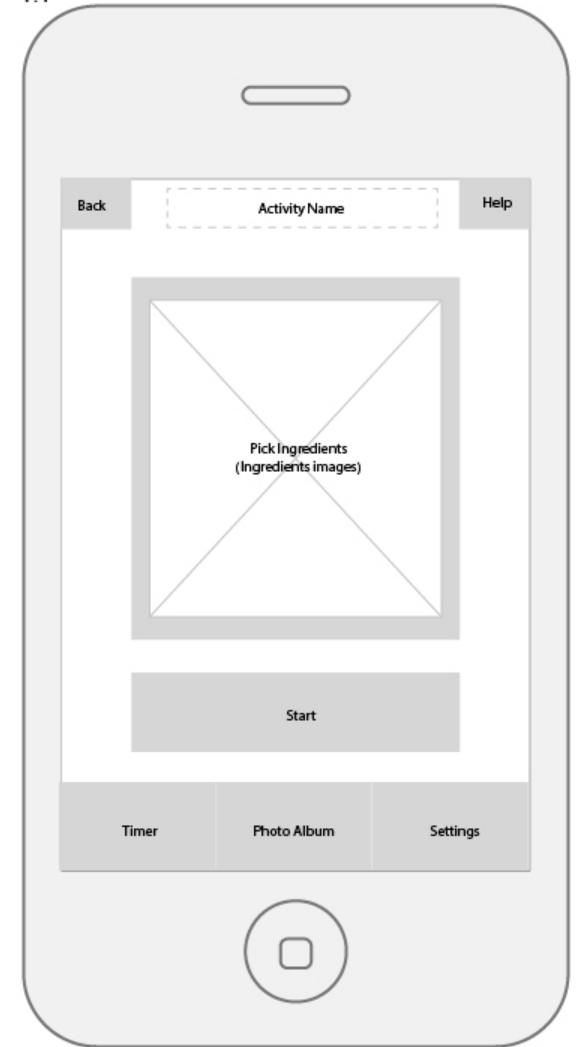 Back
Activity Name
Help
Pick Ingredients
(Ingredients images)
Start
Timer
Photo Album
Settings